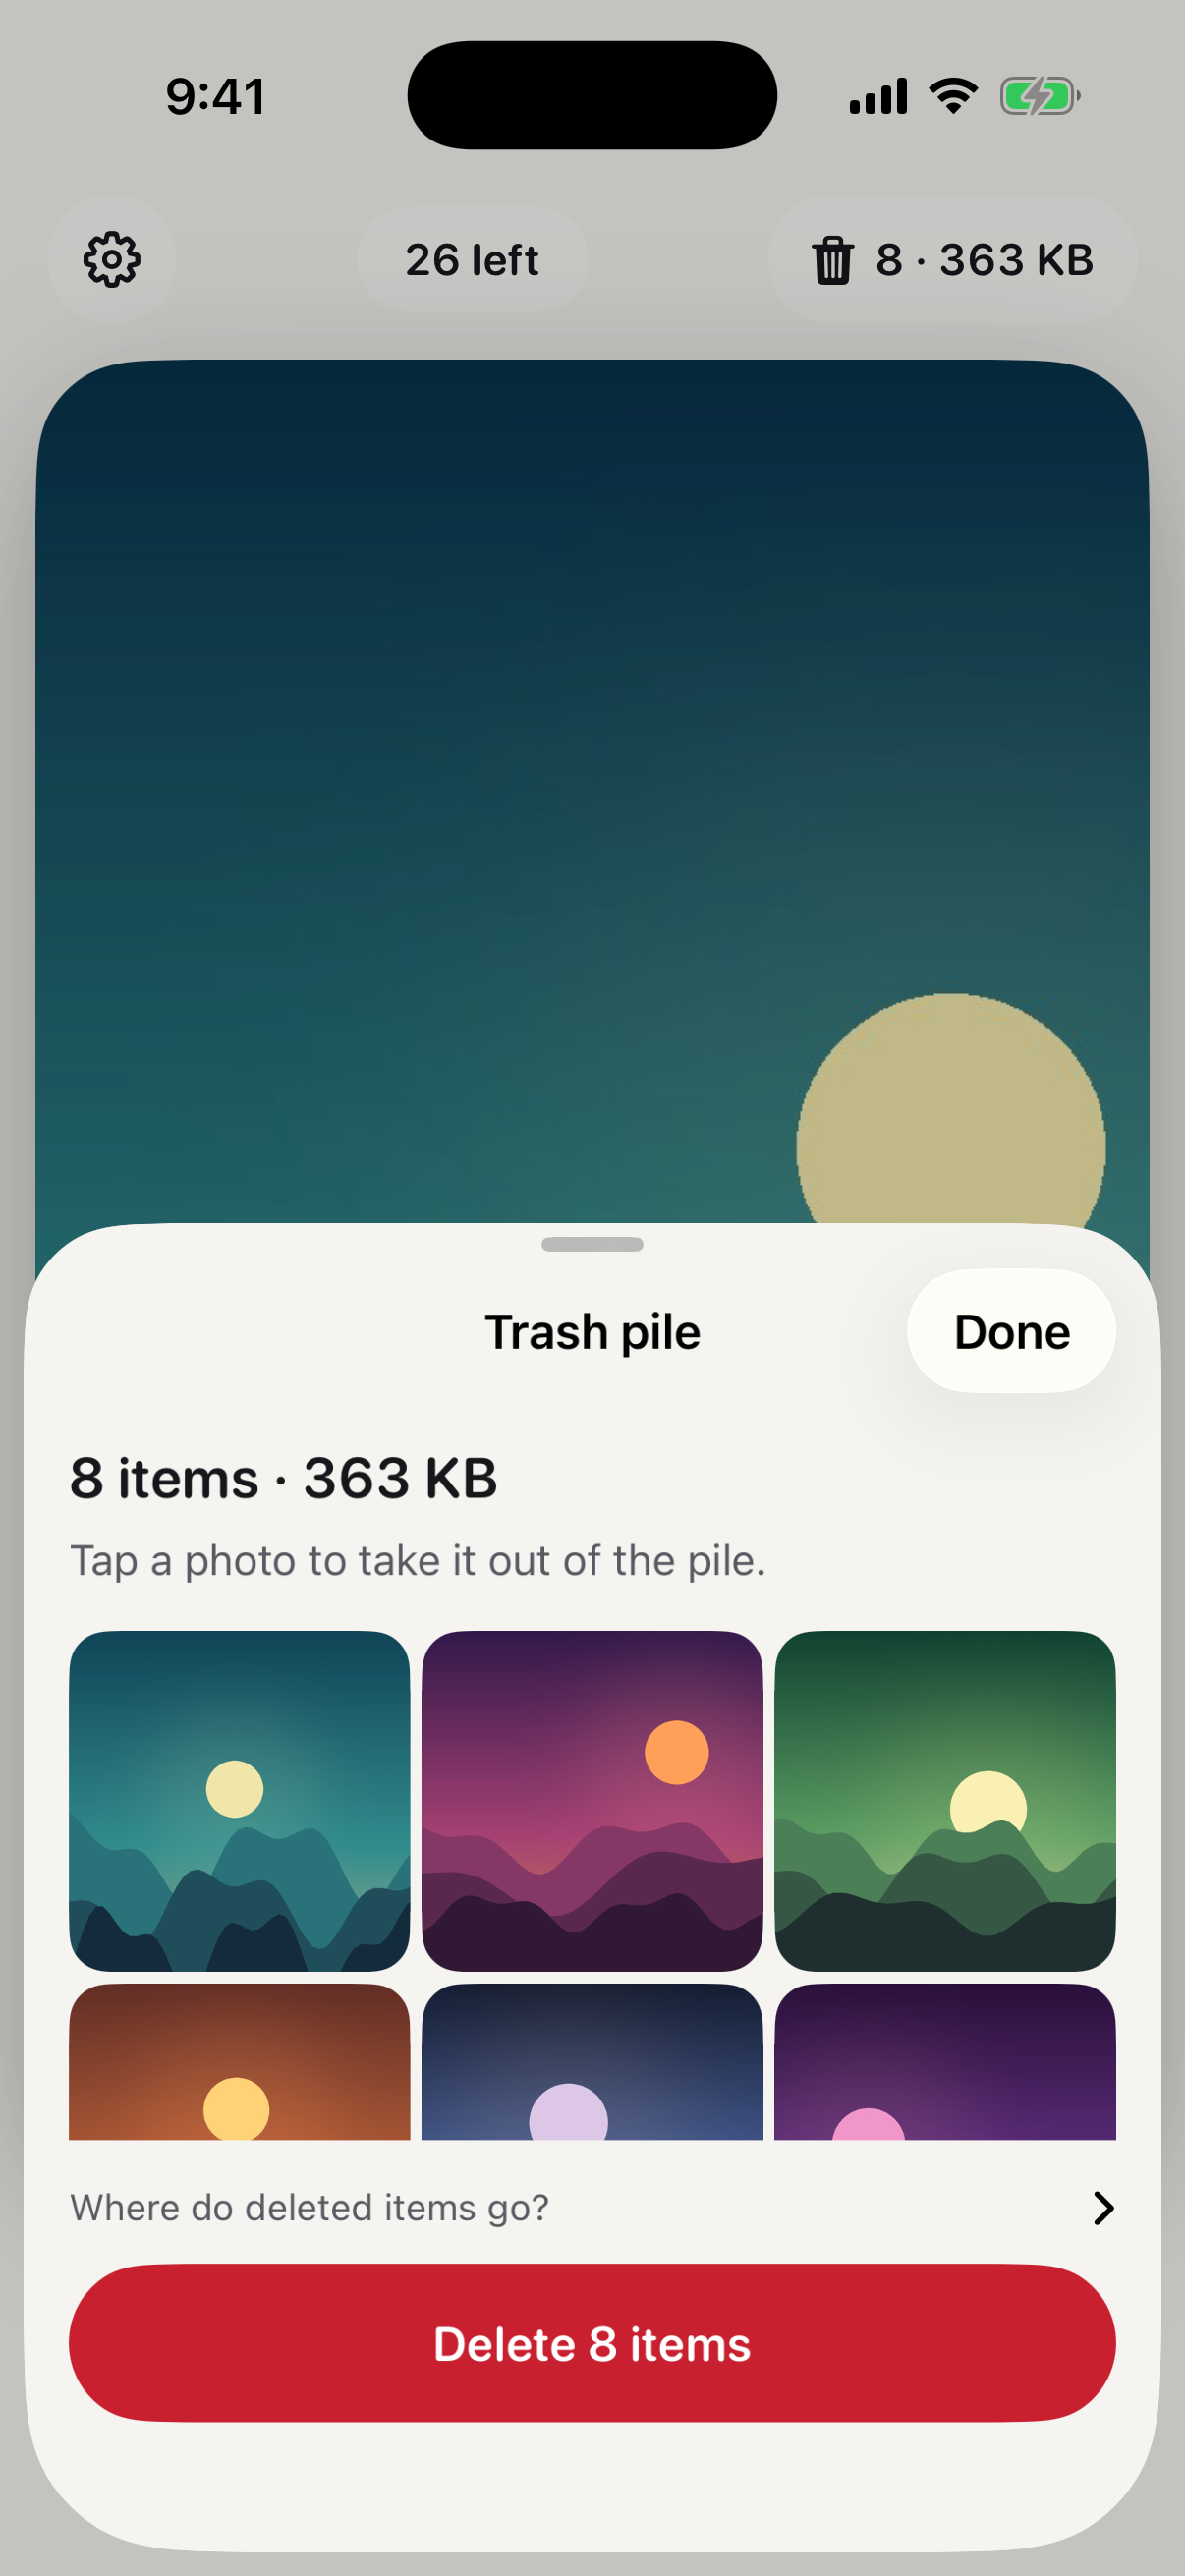 9:41
26 left
8 · 363 KB
Trash pile
Done
8 items · 363 KB
Tap a photo to take it out of the pile.
Where do deleted items go?
Delete 8 items